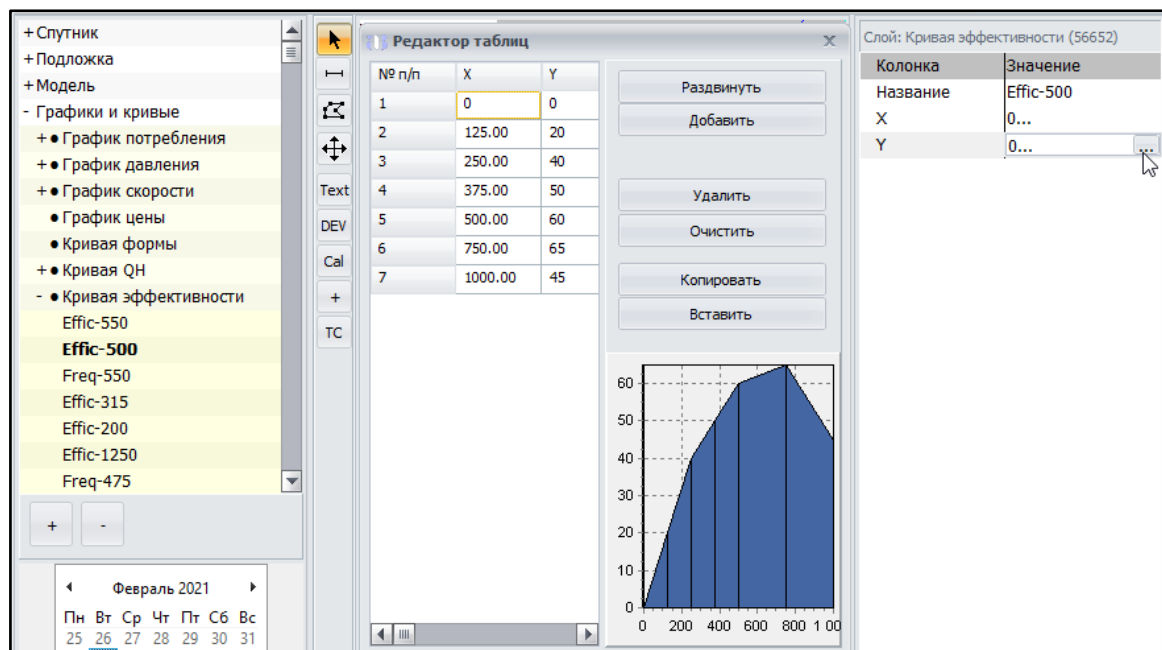 + Спутник
+ Подложка
+ Модель
- Графики и кривые
+ ● График потребления
+ ● График давления
+ ● График скорости
● График цены
● Кривая формы
+ ● Кривая QH
- ● Кривая эффективности
Effic-550
Effic-500
Freq-550
Effic-315
Effic-200
Effic-1250
Freq-475
+ -
Февраль 2021
Пн Вт Ср Чт Пт Сб Вс
25 26 27 28 29 30 31
Text
DEV
Cal
+
TC
Редактор таблиц x
№ п/п X Y
1 0 0
2 125.00 20
3 250.00 40
4 375.00 50
5 500.00 60
6 750.00 65
7 1000.00 45
Раздвинуть
Добавить
Удалить
Очистить
Копировать
Вставить
60
50
40
30
20
10
0
0 200 400 600 800 1 00
Слой: Кривая эффективности (56652)
Колонка Значение
Название Effic-500
X 0...
Y 0... ...